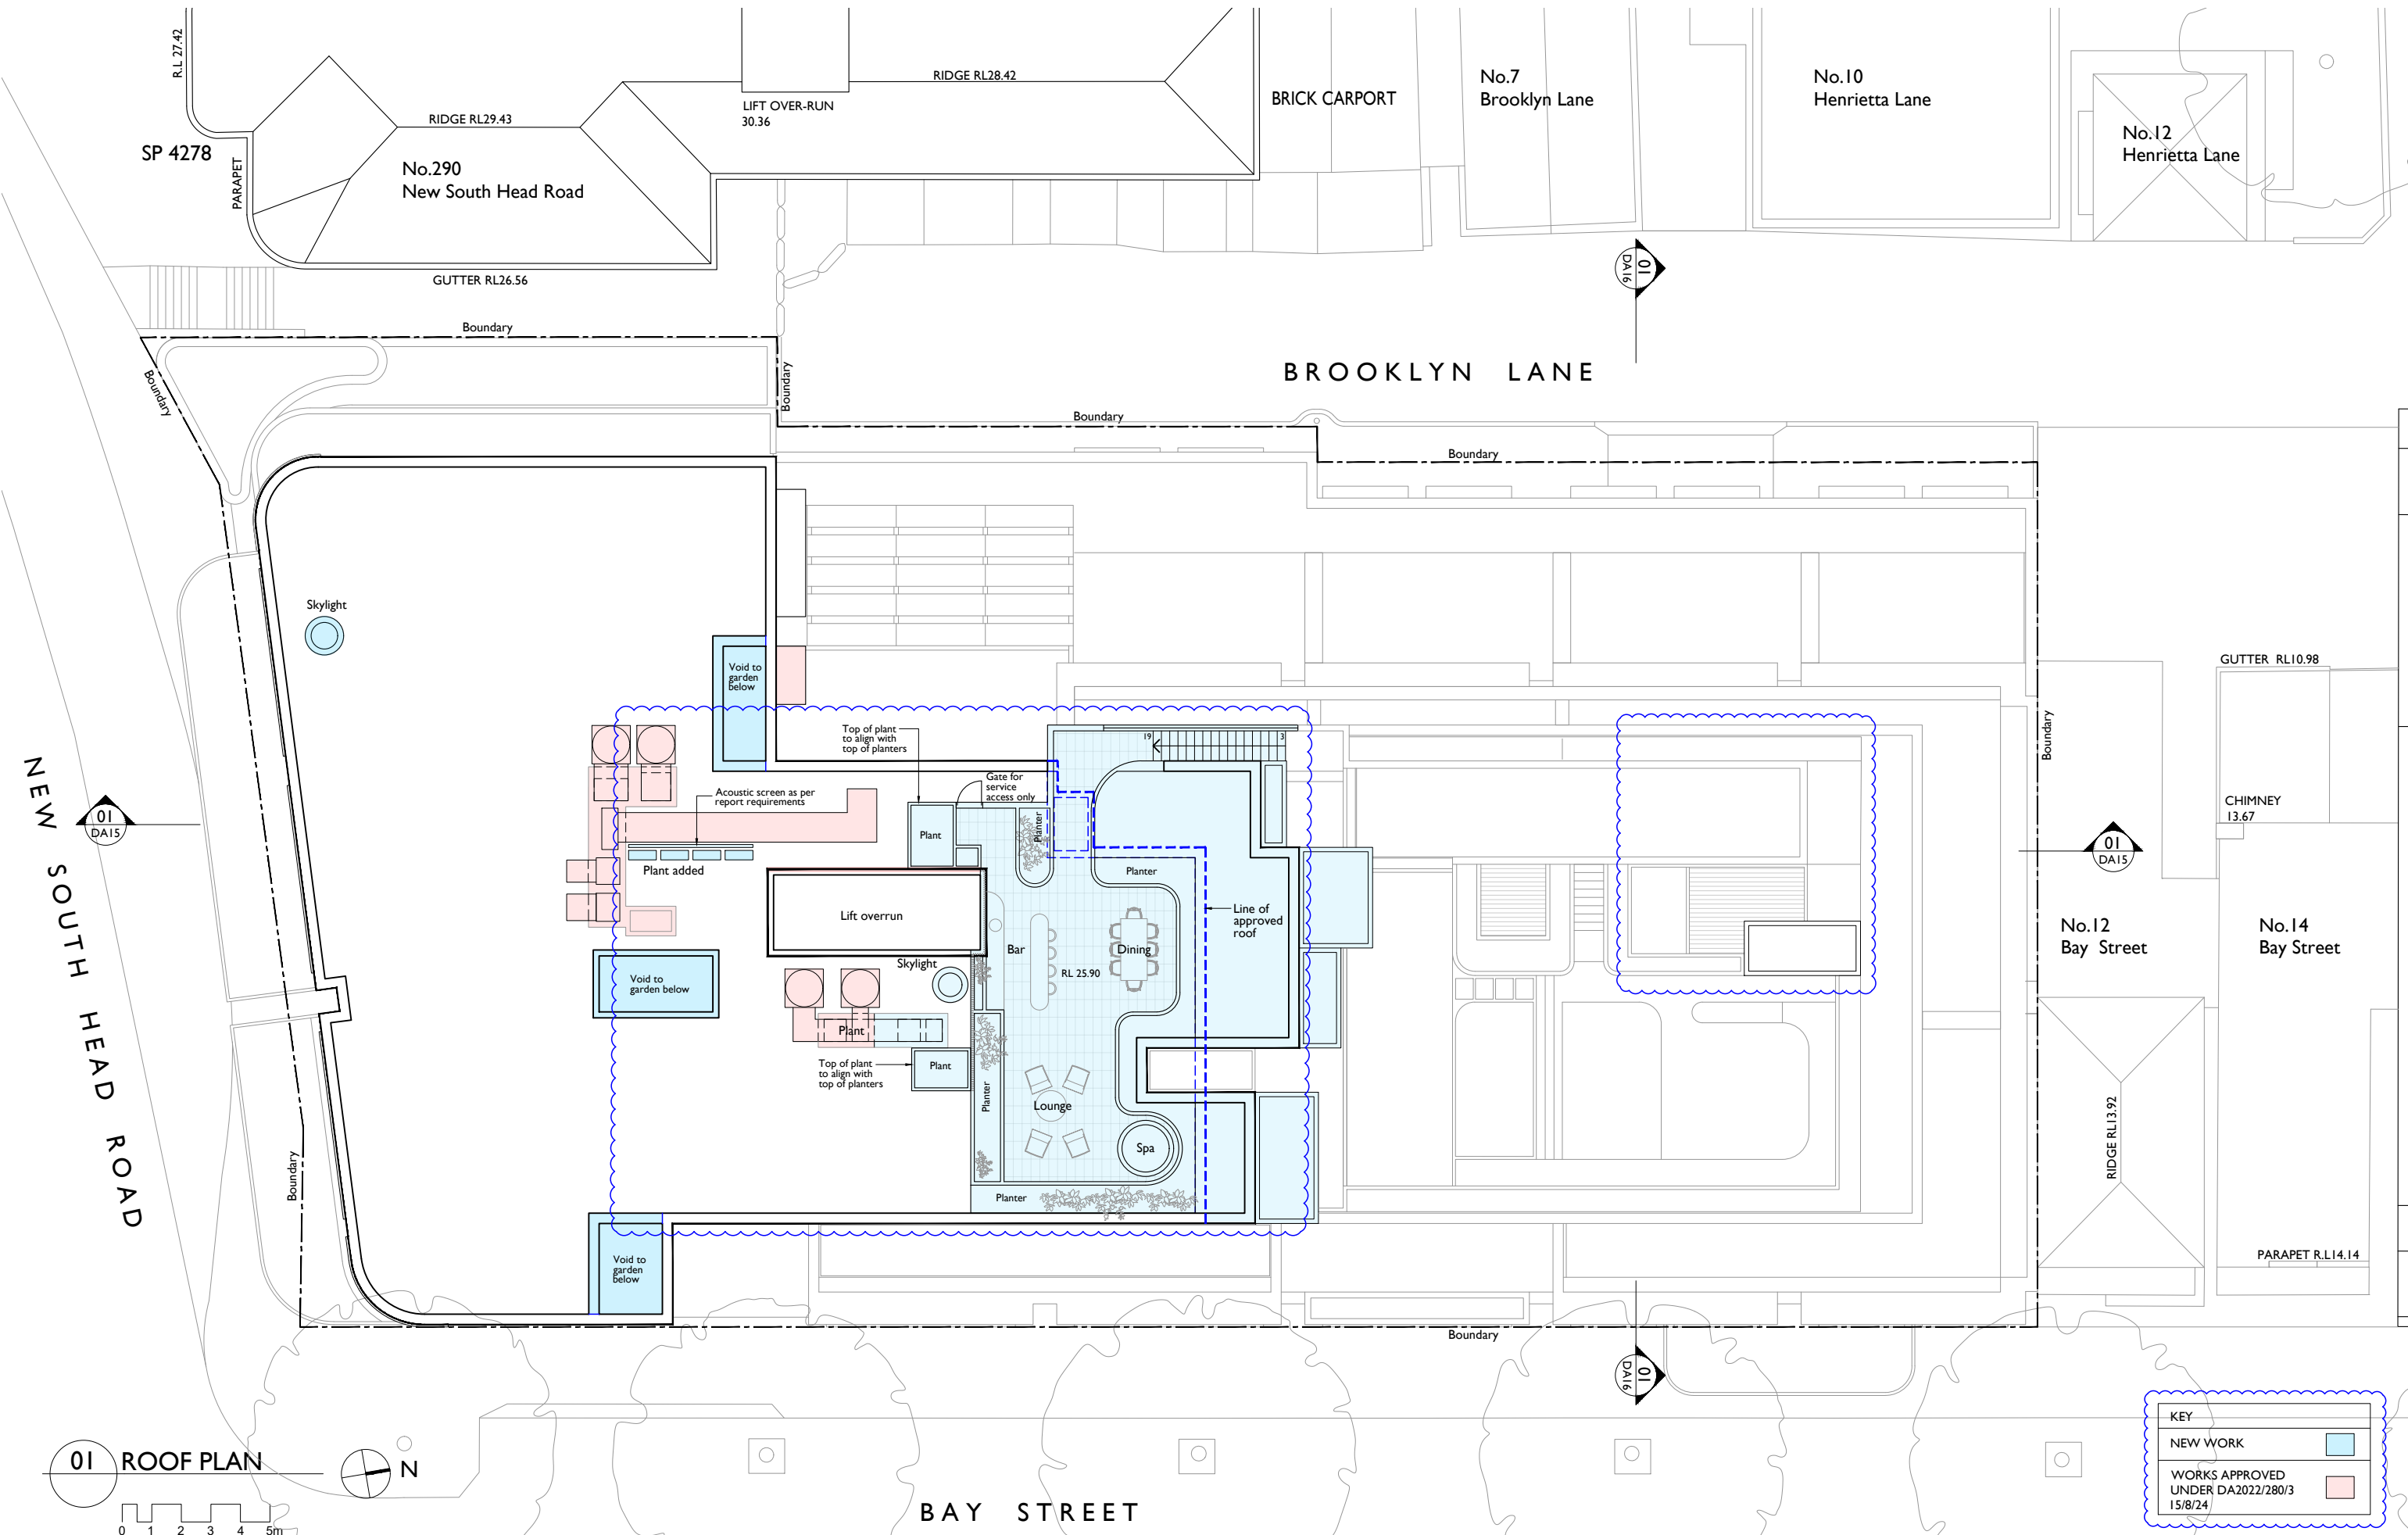 R.L 27.42
RIDGE RL28.42
LIFT OVER-RUN
30.36
RIDGE RL29.43
SP 4278
PARAPET
No.290
New South Head Road
GUTTER RL26.56
BRICK CARPORT
No.7
Brooklyn Lane
No.10
Henrietta Lane
No.12
Henrietta Lane
01
DA16
Boundary
Boundary
Boundary
BROOKLYN LANE
Boundary
Boundary
Skylight
Void to
garden
below
GUTTER RL10.98
Boundary
Top of plant
to align with
top of planters
19
3
Gate for
service
access only
Acoustic screen as per
report requirements
NEW SOUTH HEAD ROAD
01
DA15
Plant
Planter
Plant added
Planter
CHIMNEY
13.67
01
DA15
Lift overrun
Line of
approved
roof
Bar
Dining
RL 25.90
Skylight
Void to
garden below
Plant
Top of plant
to align with
top of planters
Plant
Planter
Lounge
Spa
Planter
No.12
Bay Street
No.14
Bay Street
RIDGE RL13.92
Boundary
Void to
garden
below
PARAPET R.L14.14
Boundary
01
DA16
01
ROOF PLAN
N
0 1 2 3 4 5m
BAY STREET
KEY
NEW WORK
WORKS APPROVED
UNDER DA2022/280/3
15/8/24